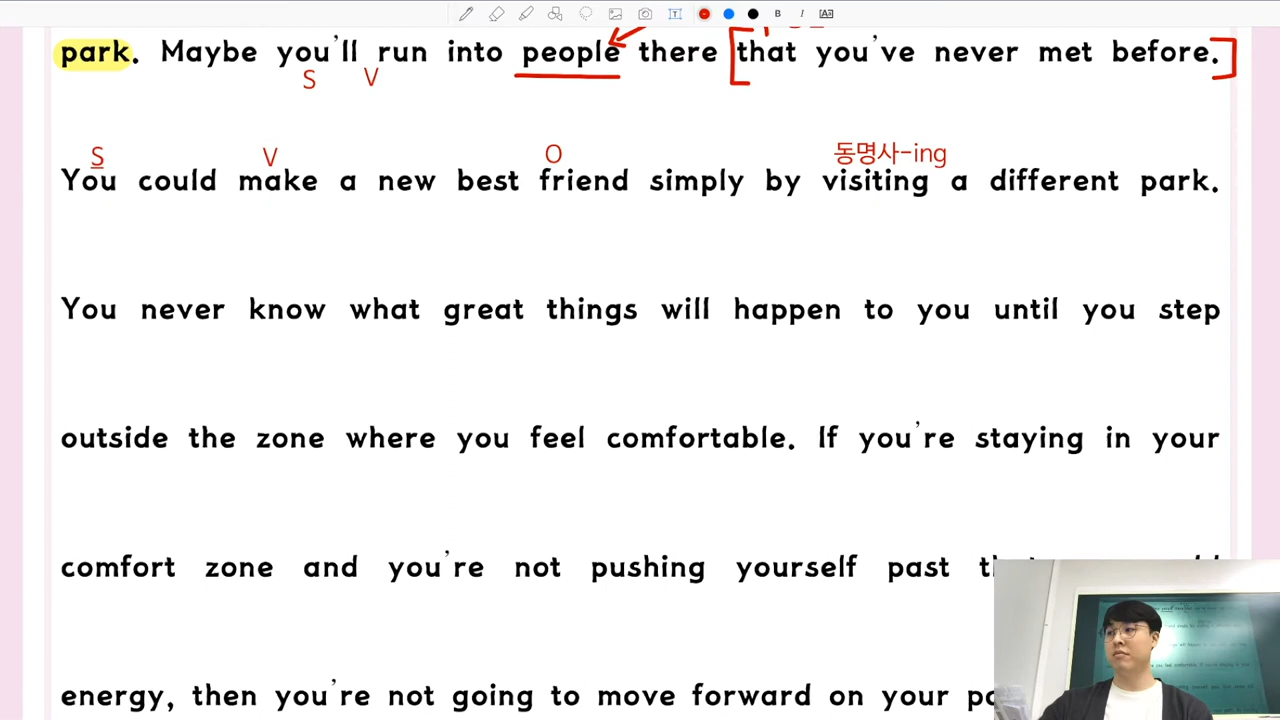 park. Maybe you'll run into people there [that you've never met before.]
S V
S V O 동명사-ing
You could make a new best friend simply by visiting a different park.
You never know what great things will happen to you until you step
outside the zone where you feel comfortable. If you're staying in your
comfort zone and you're not pushing yourself past
energy, then you're not going to move forward on your